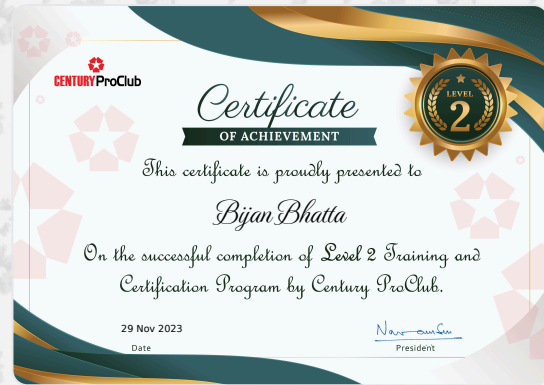 CENTURY ProClub
Certificate
OF ACHIEVEMENT
LEVEL
2
This certificate is proudly presented to
Bijan Bhatta
On the successful completion of Level 2 Training and
Certification Program by Century ProClub.
29 Nov 2023
Date
President